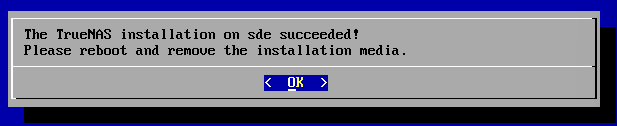 The TrueNAS installation on sde succeeded!
Please reboot and remove the installation media.
< OK >